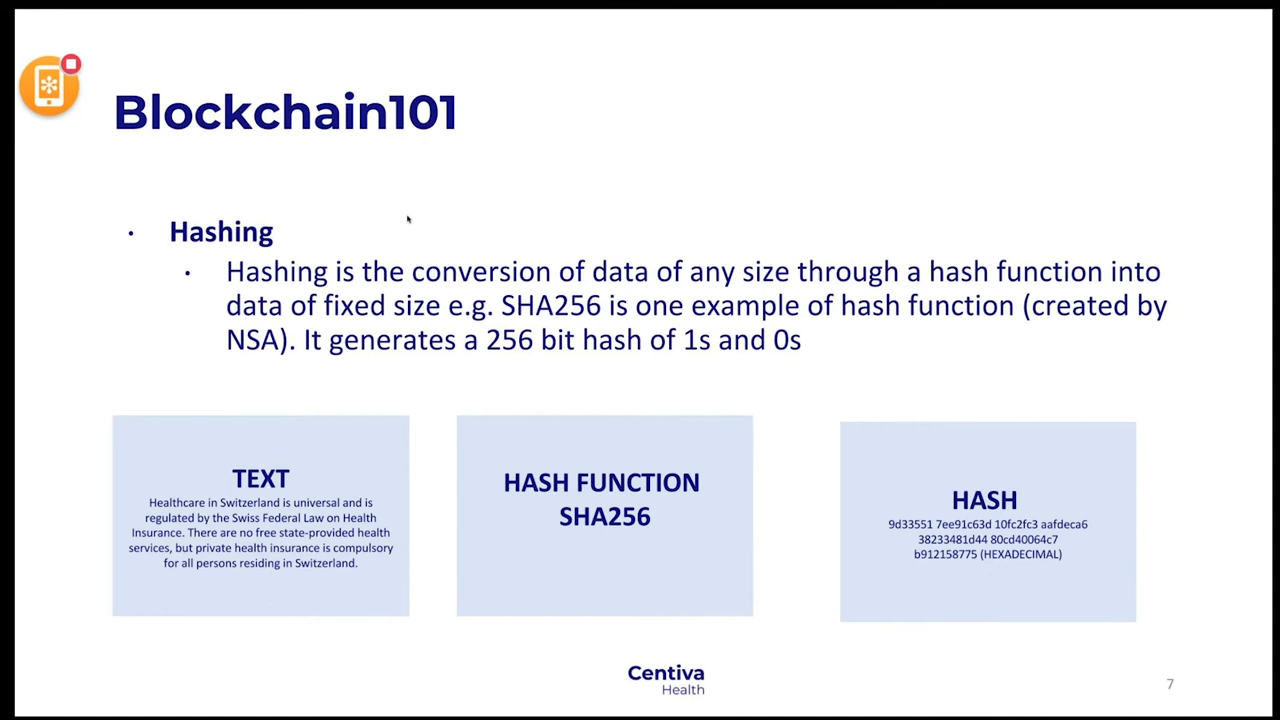 Blockchain101
• Hashing
• Hashing is the conversion of data of any size through a hash function into
data of fixed size e.g. SHA256 is one example of hash function (created by
NSA). It generates a 256 bit hash of 1s and 0s
TEXT
Healthcare in Switzerland is universal and is
regulated by the Swiss Federal Law on Health
Insurance. There are no free state-provided health
services, but private health insurance is compulsory
for all persons residing in Switzerland.
HASH FUNCTION
SHA256
HASH
9d33551 7ee91c63d 10fc2fc3 aafdeca6
38233481d44 80cd40064c7
b912158775 (HEXADECIMAL)
Centiva
Health
7